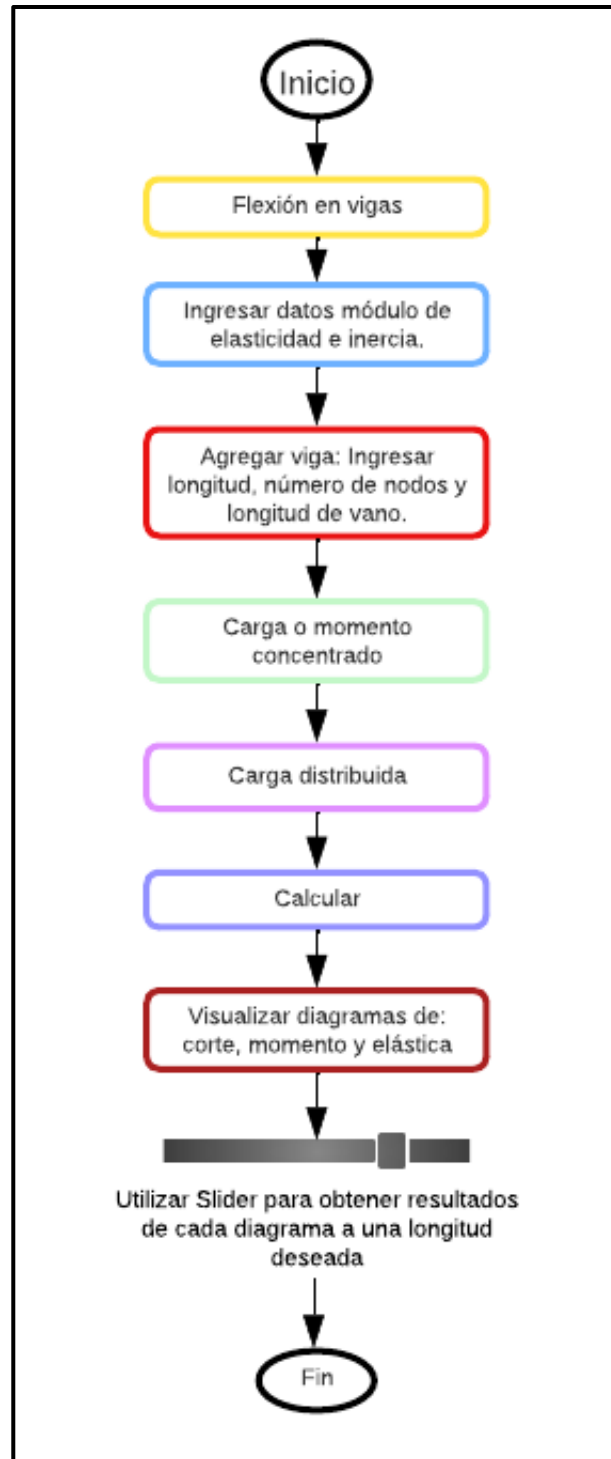 Inicio
Flexión en vigas
Ingresar datos módulo de
elasticidad e inercia.
Agregar viga: Ingresar
longitud, número de nodos y
longitud de vano.
Carga o momento
concentrado
Carga distribuida
Calcular
Visualizar diagramas de:
corte, momento y elástica
Utilizar Slider para obtener resultados
de cada diagrama a una longitud
deseada
Fin